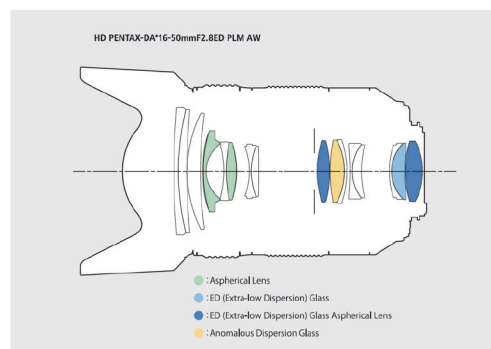 HD PENTAX-DA*16-50mmF2.8ED PLM AW
:Aspherical Lens
:ED (Extra-low Dispersion) Glass
:ED (Extra-low Dispersion) Glass Aspherical Lens
:Anomalous Dispersion Glass